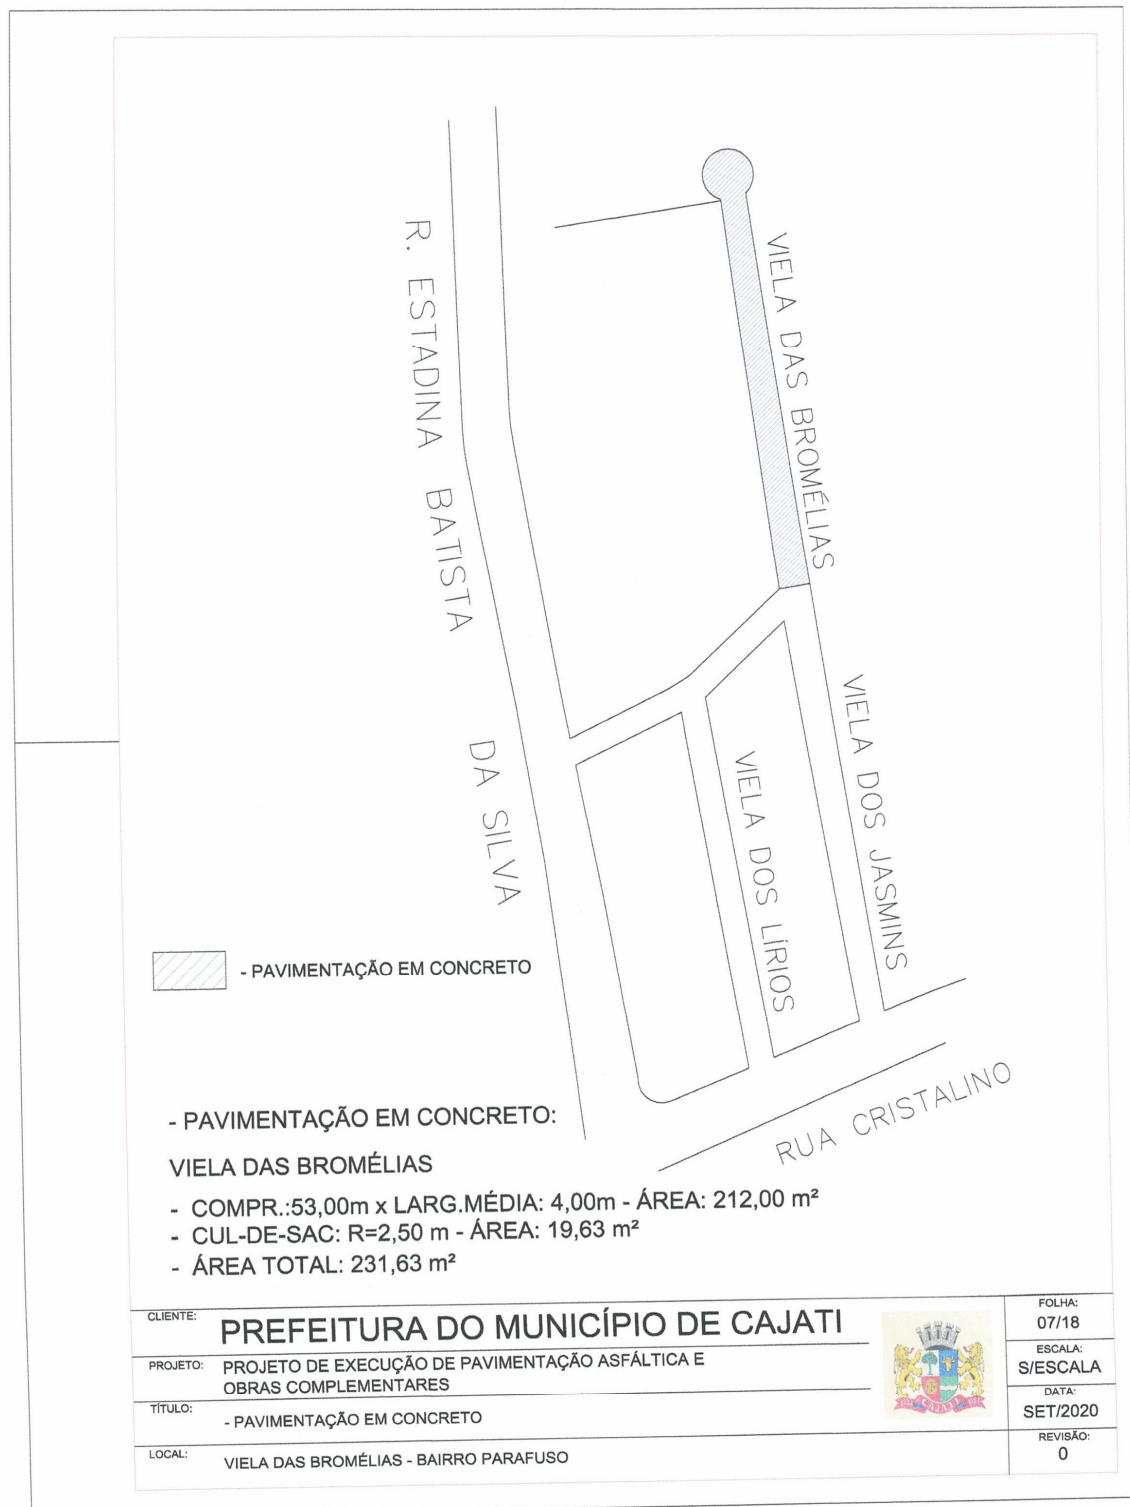 R. ESTADINA BATISTA DA SILVA
VIELA DAS BROMÉLIAS
VIELA DOS JASMINS
VIELA DOS LÍRIOS
RUA CRISTALINO
- PAVIMENTAÇÃO EM CONCRETO
- PAVIMENTAÇÃO EM CONCRETO:
VIELA DAS BROMÉLIAS
- COMPR.:53,00m x LARG.MÉDIA: 4,00m - ÁREA: 212,00 m²
- CUL-DE-SAC: R=2,50 m - ÁREA: 19,63 m²
- ÁREA TOTAL: 231,63 m²
CLIENTE: PREFEITURA DO MUNICÍPIO DE CAJATI
PROJETO: PROJETO DE EXECUÇÃO DE PAVIMENTAÇÃO ASFÁLTICA E
OBRAS COMPLEMENTARES
TÍTULO: - PAVIMENTAÇÃO EM CONCRETO
LOCAL: VIELA DAS BROMÉLIAS - BAIRRO PARAFUSO
CAJATI
FOLHA:
07/18
ESCALA:
S/ESCALA
DATA:
SET/2020
REVISÃO:
0